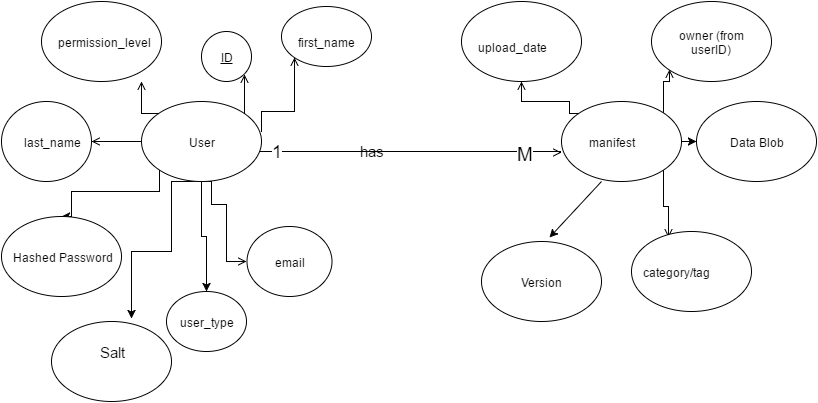 permission_level
ID
first_name
upload_date
owner (from
userID)
last_name
User
1
has
M
manifest
Data Blob
Hashed Password
email
Version
category/tag
Salt
user_type